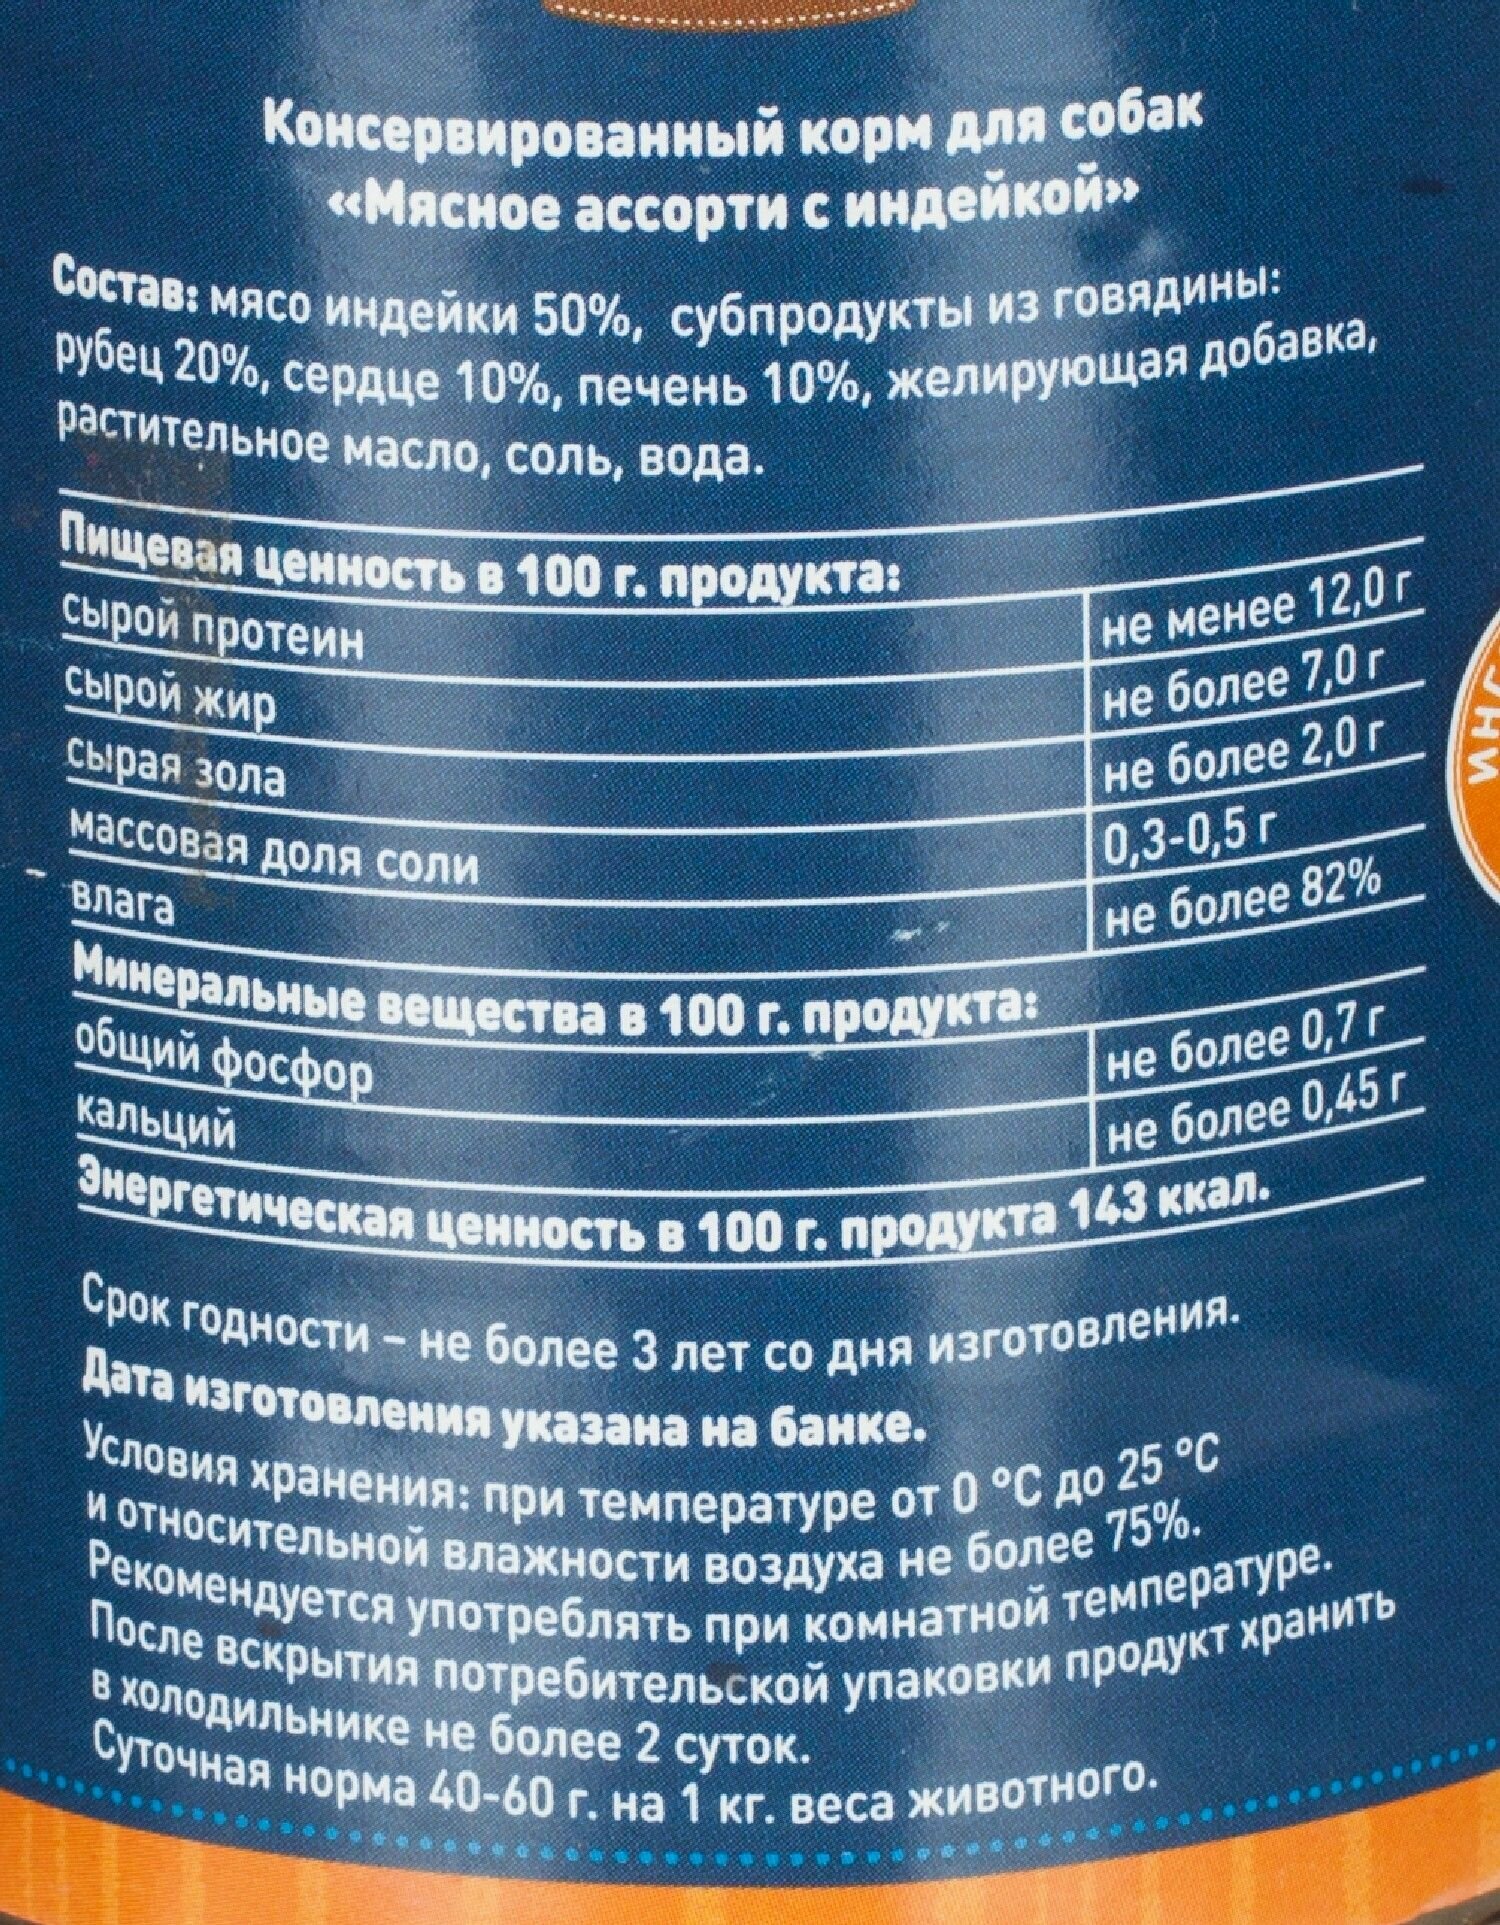 Консервированный корм для собак
«Мясное ассорти с индейкой»
Состав: мясо индейки 50%, субпродукты из говядины:
рубец 20%, сердце 10%, печень 10%, желирующая добавка,
растительное масло, соль, вода.
Пищевая ценность в 100 г. продукта:
сырой протеин не менее 12,0 г
сырой жир не более 7,0 г
сырая зола не более 2,0 г
массовая доля соли 0,3-0,5 г
влага не более 82%
Минеральные вещества в 100 г. продукта:
общий фосфор не более 0,7 г
кальций не более 0,45 г
Энергетическая ценность в 100 г. продукта 143 ккал.
Срок годности – не более 3 лет со дня изготовления.
Дата изготовления указана на банке.
Условия хранения: при температуре от 0 °С до 25 °С
и относительной влажности воздуха не более 75%.
Рекомендуется употреблять при комнатной температуре.
После вскрытия потребительской упаковки продукт хранить
в холодильнике не более 2 суток.
Суточная норма 40-60 г. на 1 кг. веса животного.